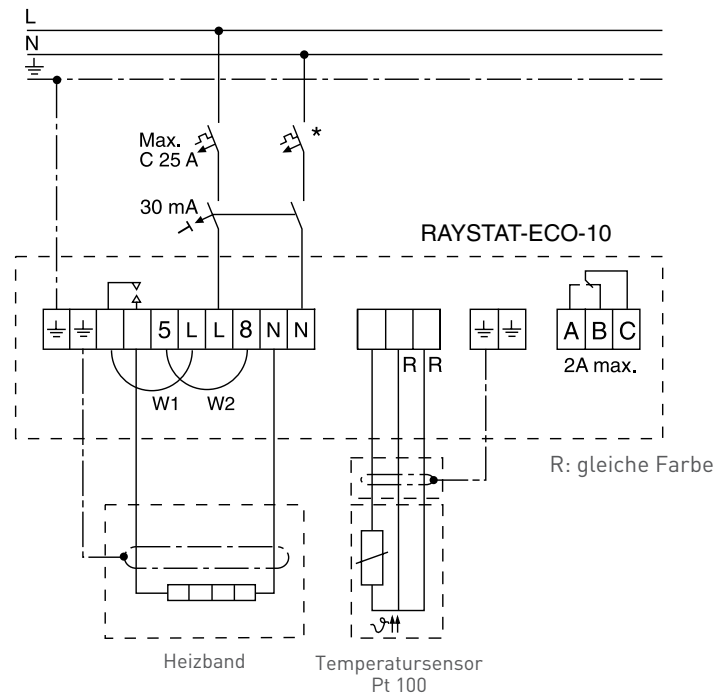 L
N
Max.
C 25 A
*
30 mA
RAYSTAT-ECO-10
5 L L 8 N N
A B C
R R
2A max.
W1 W2
R: gleiche Farbe
ϑ
Heizband
Temperatursensor
Pt 100